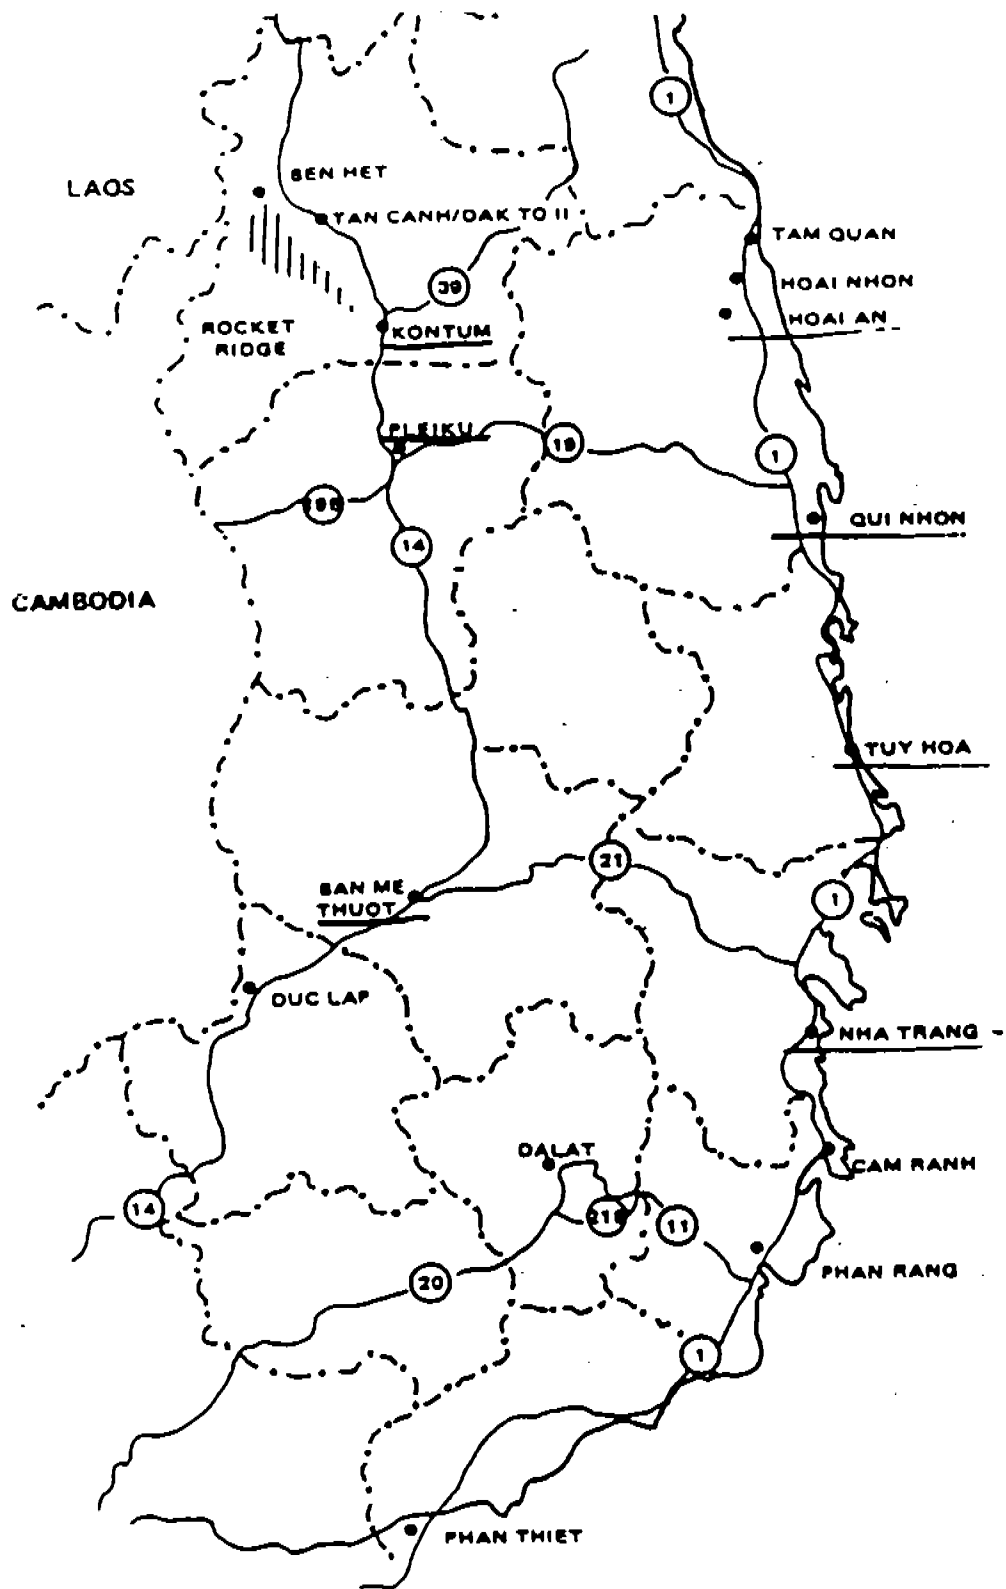 1
BEN HET
LAOS
TAN CANH/DAK TO II
TAM QUAN
39
HOAI NHON
HOAI AN
ROCKET
RIDGE
KONTUM
PLEIKU
19
1
19B
QUI NHON
14
CAMBODIA
TUY HOA
21
BAN ME
THUOT
1
DUC LAP
NHA TRANG
DALAT
CAM RANH
14
21B
11
PHAN RANG
20
1
PHAN THIET